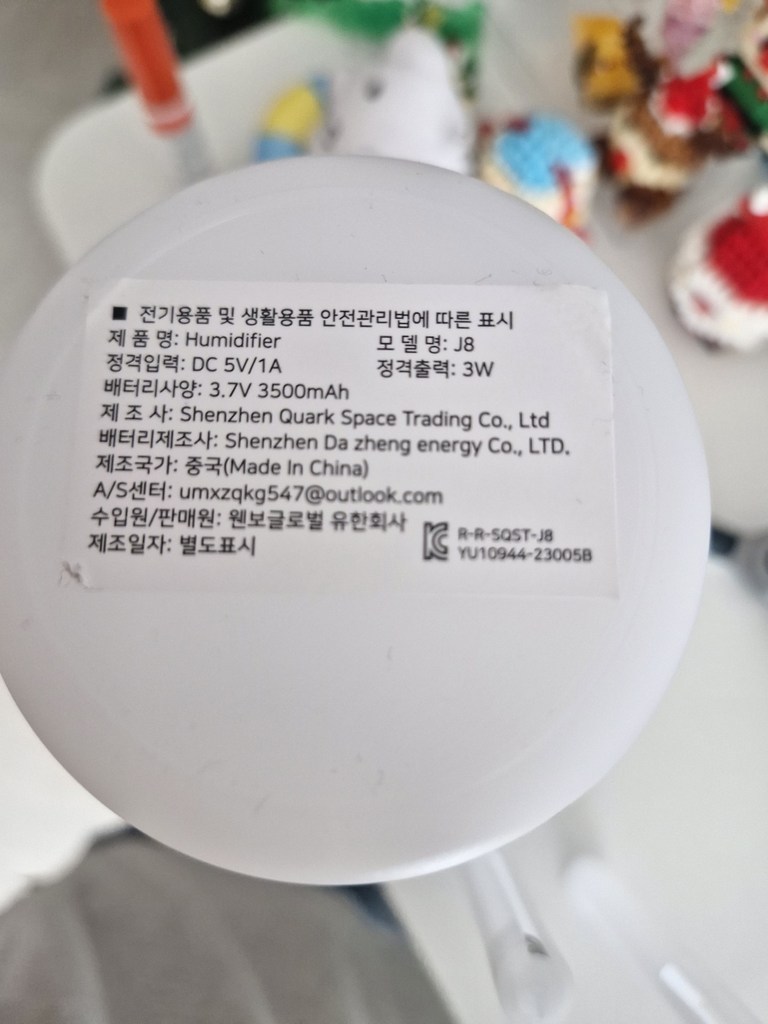 ■ 전기용품 및 생활용품 안전관리법에 따른 표시
제 품 명: Humidifier 모 델 명: J8
정격입력: DC 5V/1A 정격출력: 3W
배터리사양: 3.7V 3500mAh
제 조 사: Shenzhen Quark Space Trading Co., Ltd
배터리제조사: Shenzhen Da zheng energy Co., LTD.
제조국가: 중국(Made In China)
A/S센터: umxzqkg547@outlook.com
수입원/판매원: 웬보글로벌 유한회사
제조일자: 별도표시
R-R-SQST-J8
YU10944-23005B